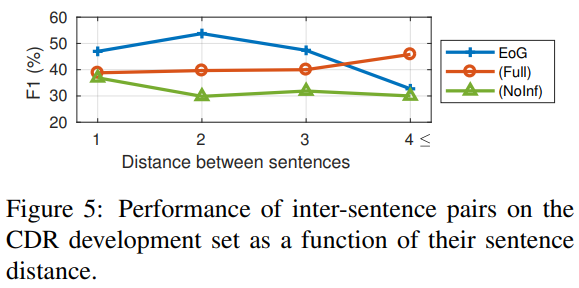 60
50
40
30
20
F1 (%)
1 2 3 4 ≤
Distance between sentences
EoG
(Full)
(NoInf)
Figure 5: Performance of inter-sentence pairs on the
CDR development set as a function of their sentence
distance.